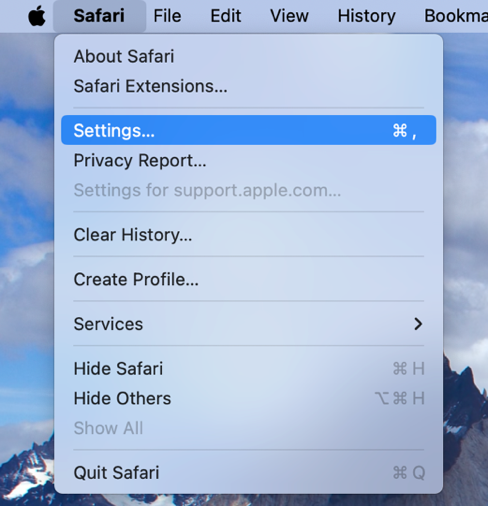 Safari File Edit View History Bookma
About Safari
Safari Extensions...
Settings... ⌘ ,
Privacy Report...
Settings for support.apple.com...
Clear History...
Create Profile...
Services
Hide Safari ⌘ H
Hide Others ⌥ ⌘ H
Show All
Quit Safari ⌘ Q